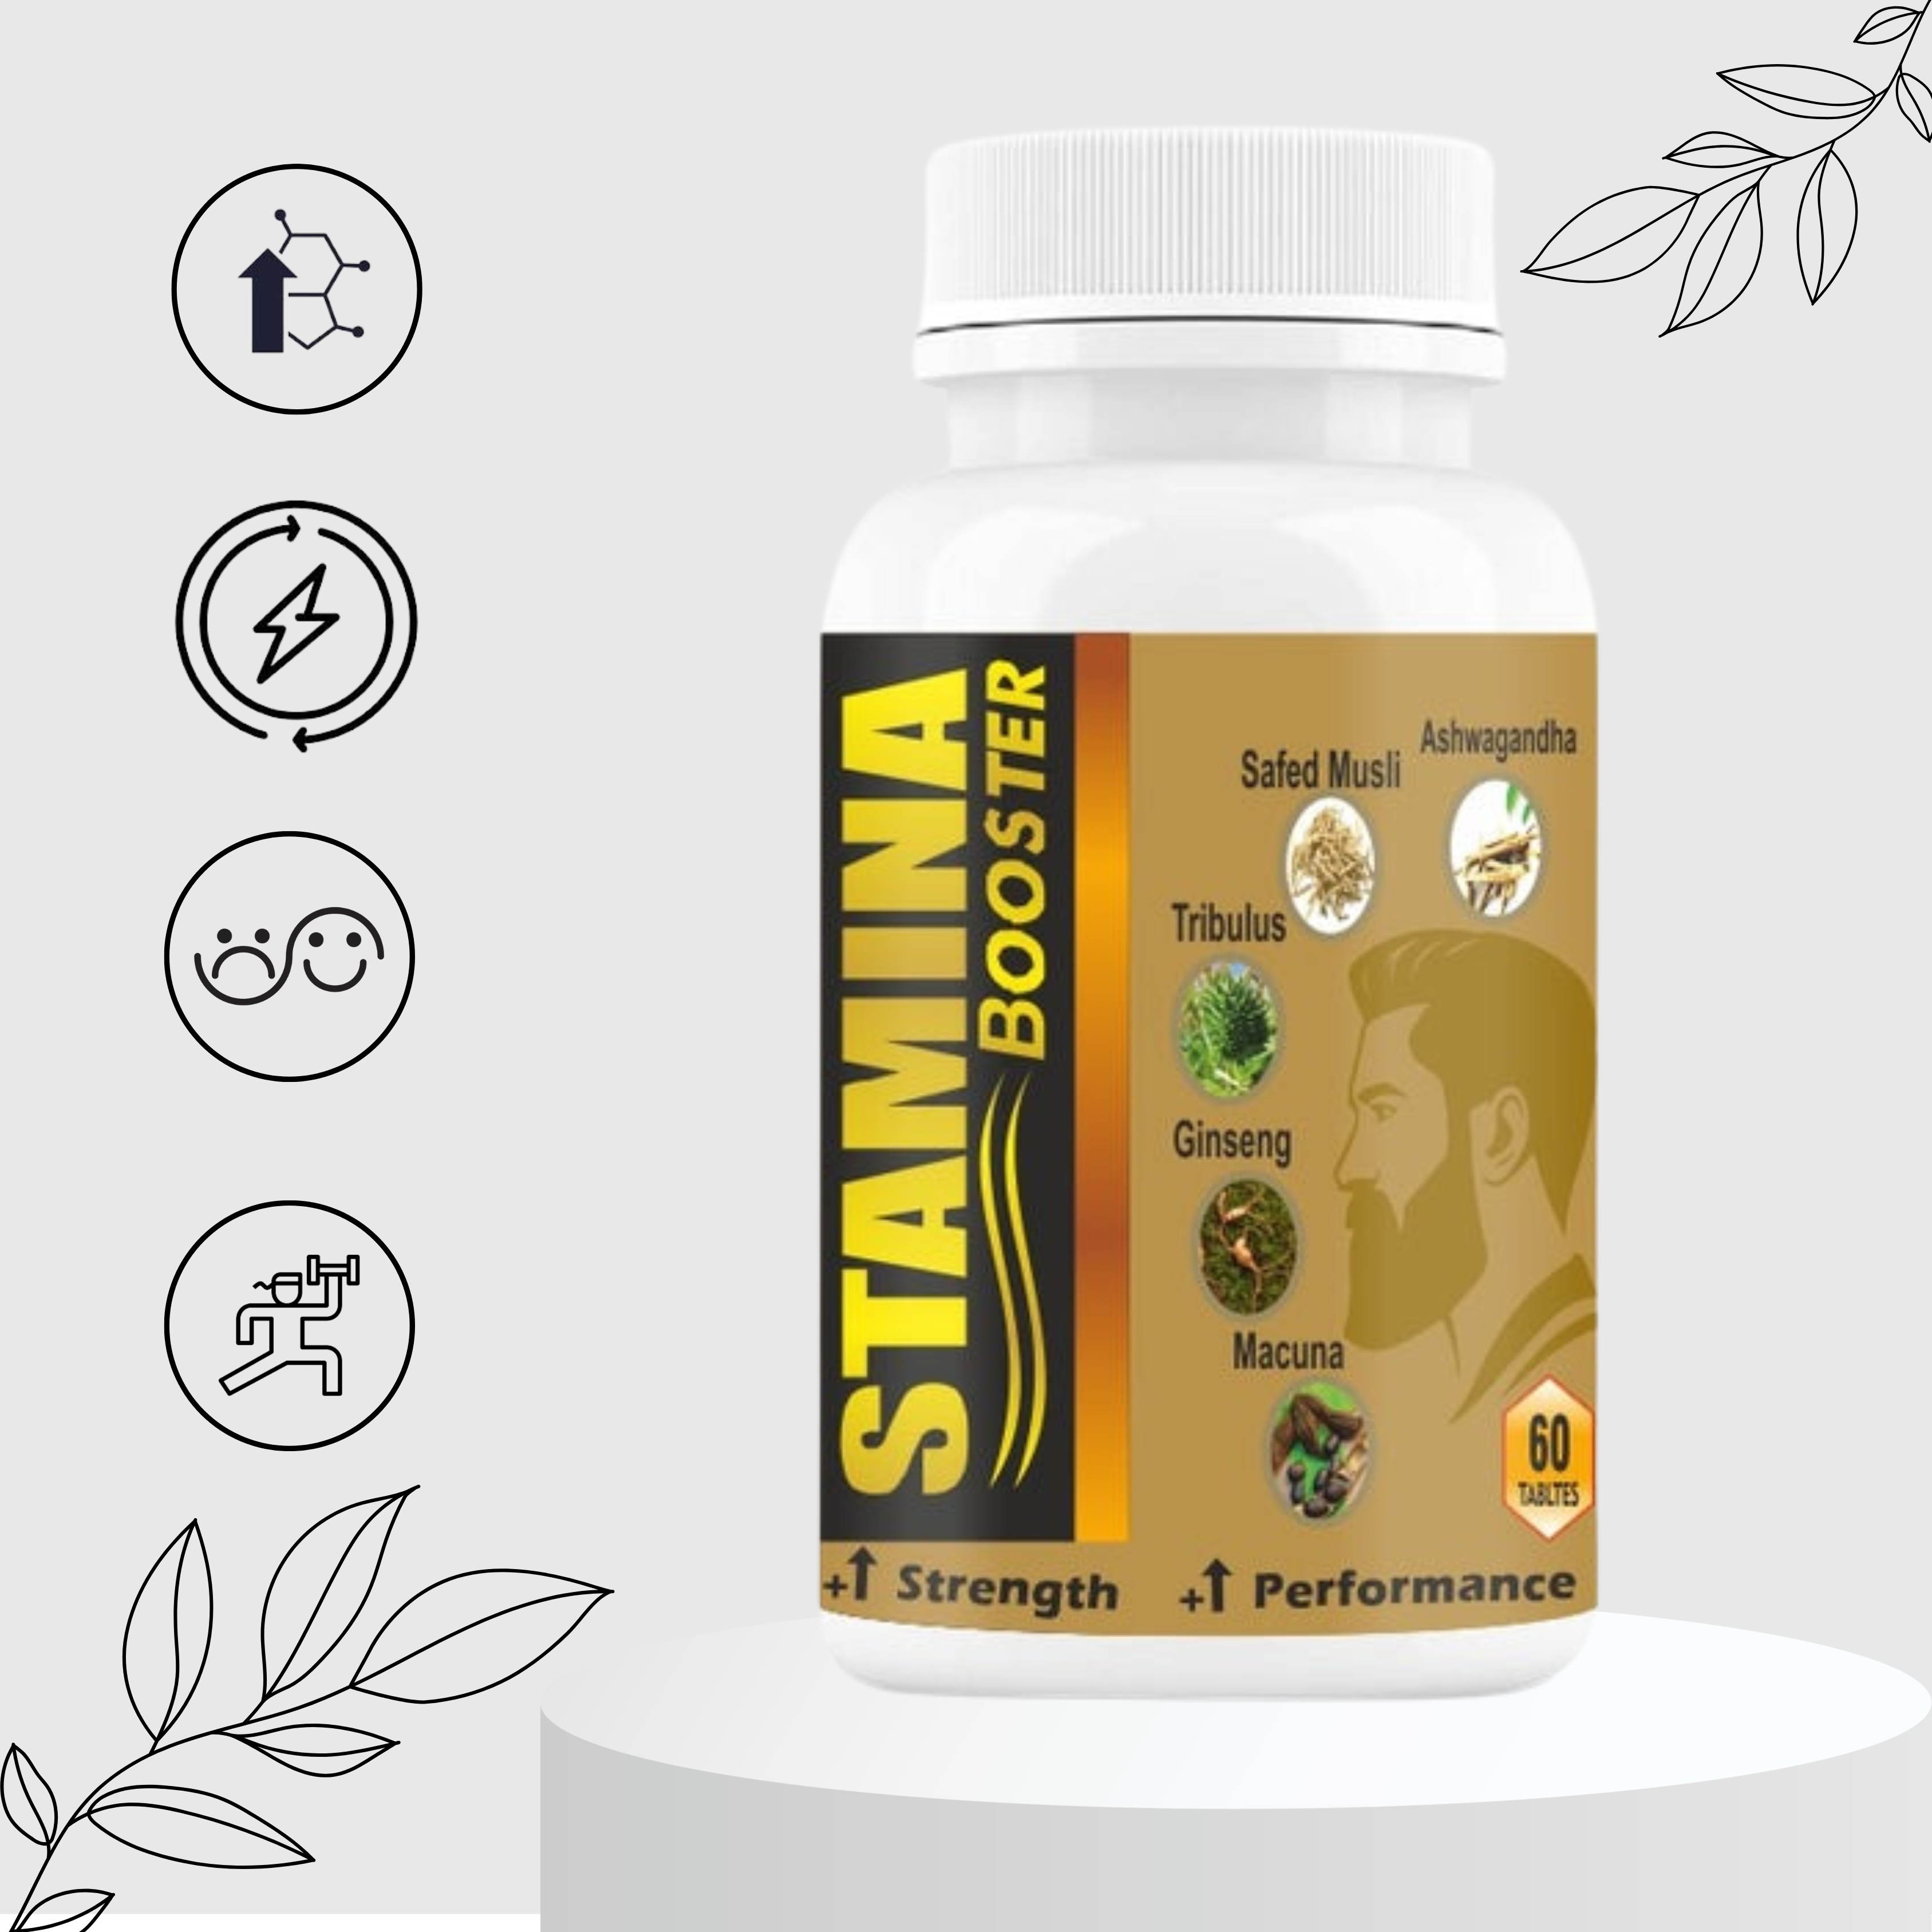 STAMINA
BOOSTER
Ashwagandha
Safed Musli
Tribulus
Ginseng
Macuna
60
TABLTES
+ Strength
+ Performance